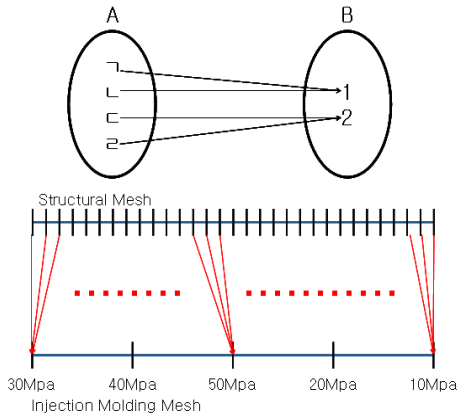 A B
ㄱ
ㄴ 1
ㄷ 2
ㄹ
Structural Mesh
30Mpa 40Mpa 50Mpa 20Mpa 10Mpa
Injection Molding Mesh